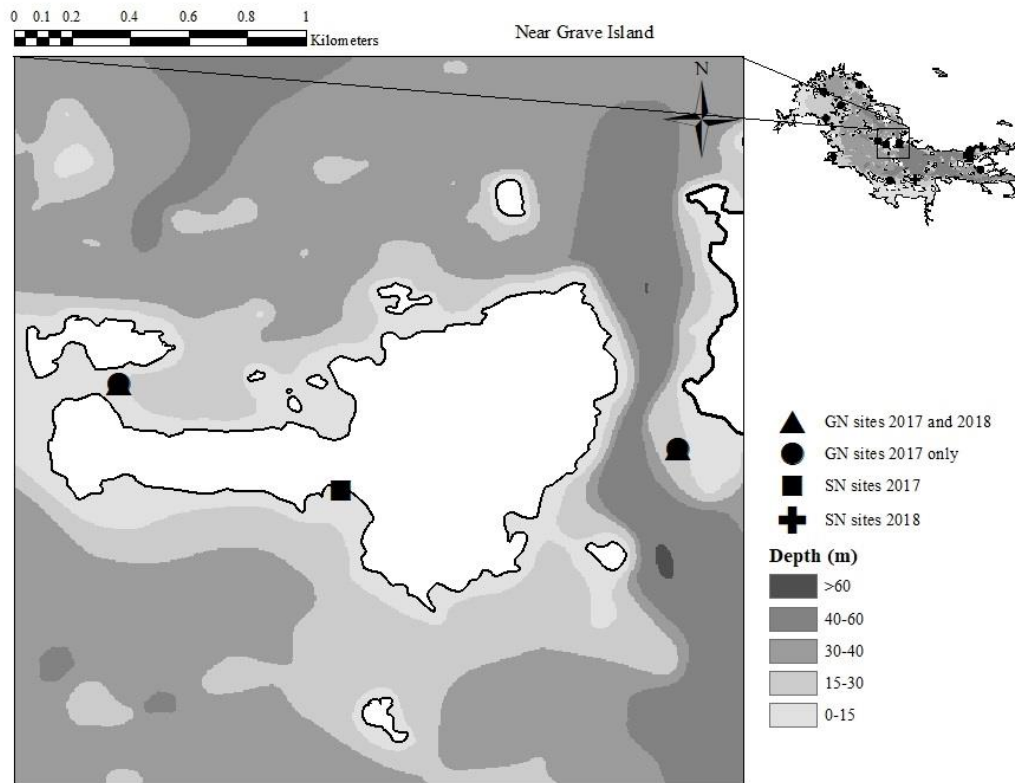 0 0.1 0.2 0.4 0.6 0.8 1
Kilometers
Near Grave Island
N
GN sites 2017 and 2018
GN sites 2017 only
SN sites 2017
SN sites 2018
Depth (m)
>60
40-60
30-40
15-30
0-15